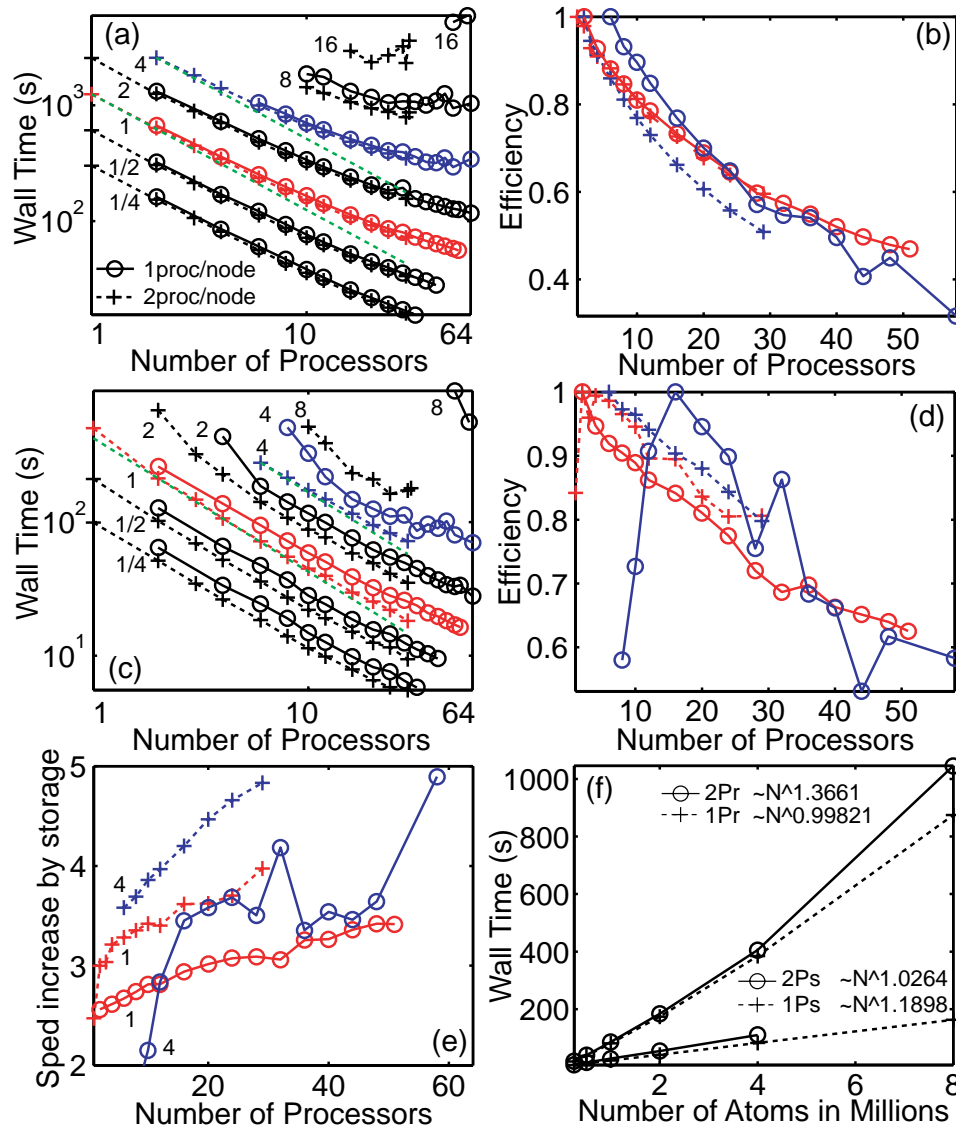 (a)
Wall Time (s)
10^3
10^2
4
2
1
1/2
1/4
16
16
8
1proc/node
2proc/node
1
10
64
Number of Processors
(b)
Efficiency
1
0.8
0.6
0.4
10
20
30
40
50
Number of Processors
(c)
Wall Time (s)
10^2
10^1
2
2
4
4
8
8
1
1/2
1/4
1
10
64
Number of Processors
(d)
Efficiency
1
0.9
0.8
0.7
0.6
10
20
30
40
50
Number of Processors
(e)
Sped increase by storage
5
4
3
2
4
1
1
4
20
40
60
Number of Processors
(f)
Wall Time (s)
1000
800
600
400
200
2Pr ~N^1.3661
1Pr ~N^0.99821
2Ps ~N^1.0264
1Ps ~N^1.1898
2
4
6
8
Number of Atoms in Millions